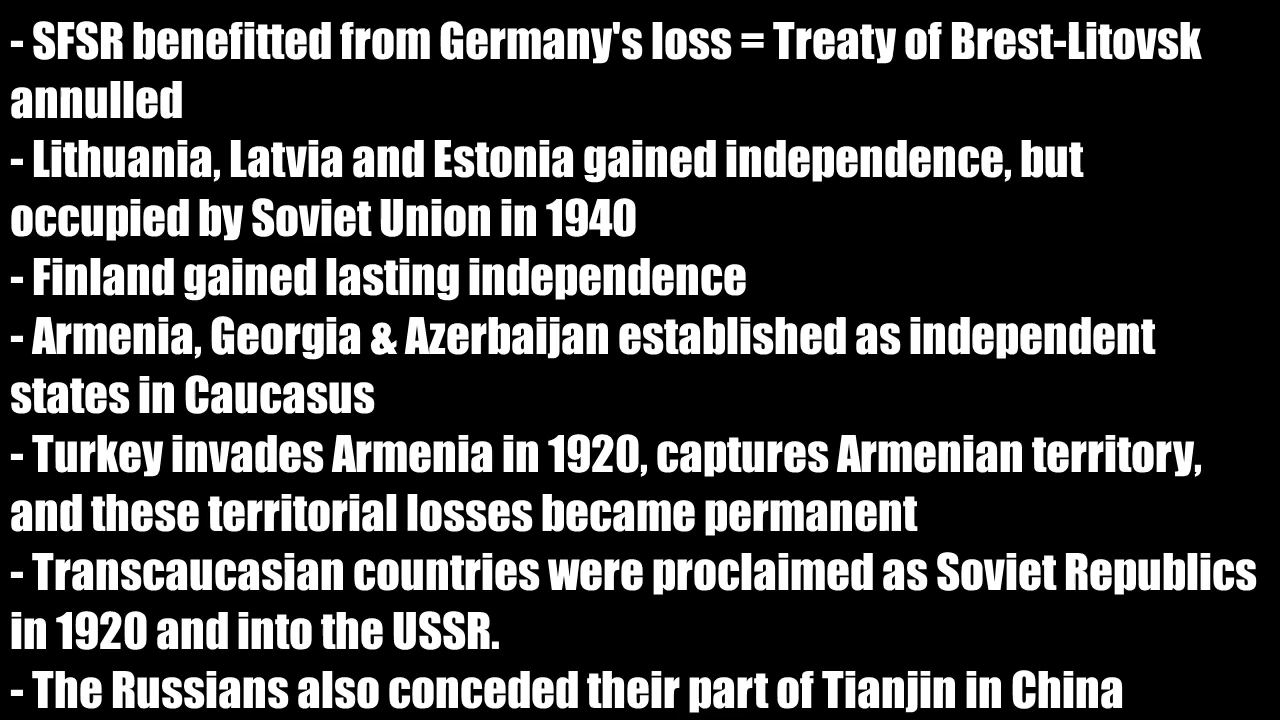 - SFSR benefitted from Germany's loss = Treaty of Brest-Litovsk
annulled
- Lithuania, Latvia and Estonia gained independence, but
occupied by Soviet Union in 1940
- Finland gained lasting independence
- Armenia, Georgia & Azerbaijan established as independent
states in Caucasus
- Turkey invades Armenia in 1920, captures Armenian territory,
and these territorial losses became permanent
- Transcaucasian countries were proclaimed as Soviet Republics
in 1920 and into the USSR.
- The Russians also conceded their part of Tianjin in China